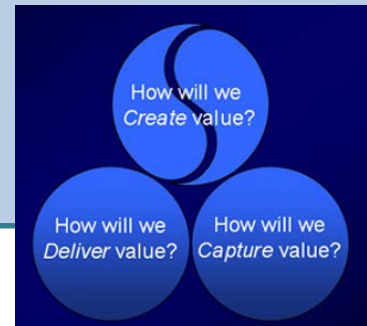 How will we
Create value?
How will we
Deliver value?
How will we
Capture value?